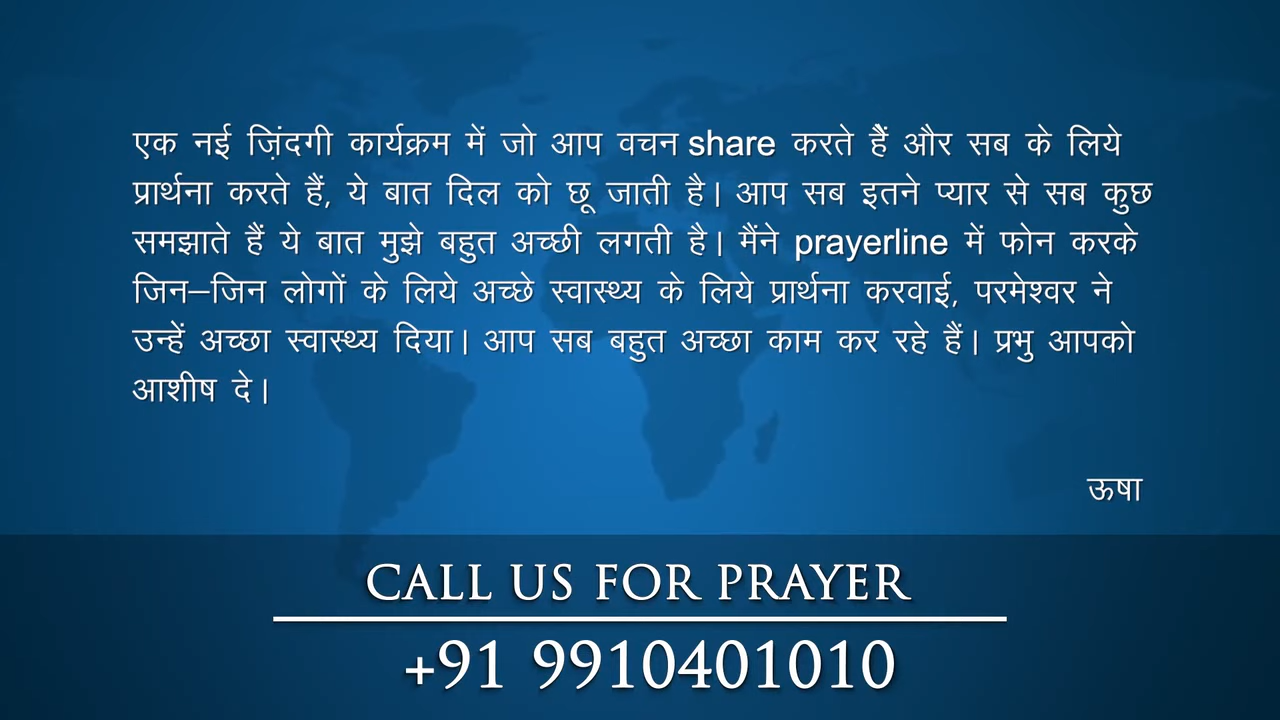 एक नई ज़िंदगी कार्यक्रम में जो आप वचन share करते हैं और सब के लिये
प्रार्थना करते हैं, ये बात दिल को छू जाती है। आप सब इतने प्यार से सब कुछ
समझाते हैं ये बात मुझे बहुत अच्छी लगती है। मैंने prayerline में फोन करके
जिन–जिन लोगों के लिये अच्छे स्वास्थ्य के लिये प्रार्थना करवाई, परमेश्वर ने
उन्हें अच्छा स्वास्थ्य दिया। आप सब बहुत अच्छा काम कर रहे हैं। प्रभु आपको
आशीष दे।
ऊषा
CALL US FOR PRAYER
+91 9910401010